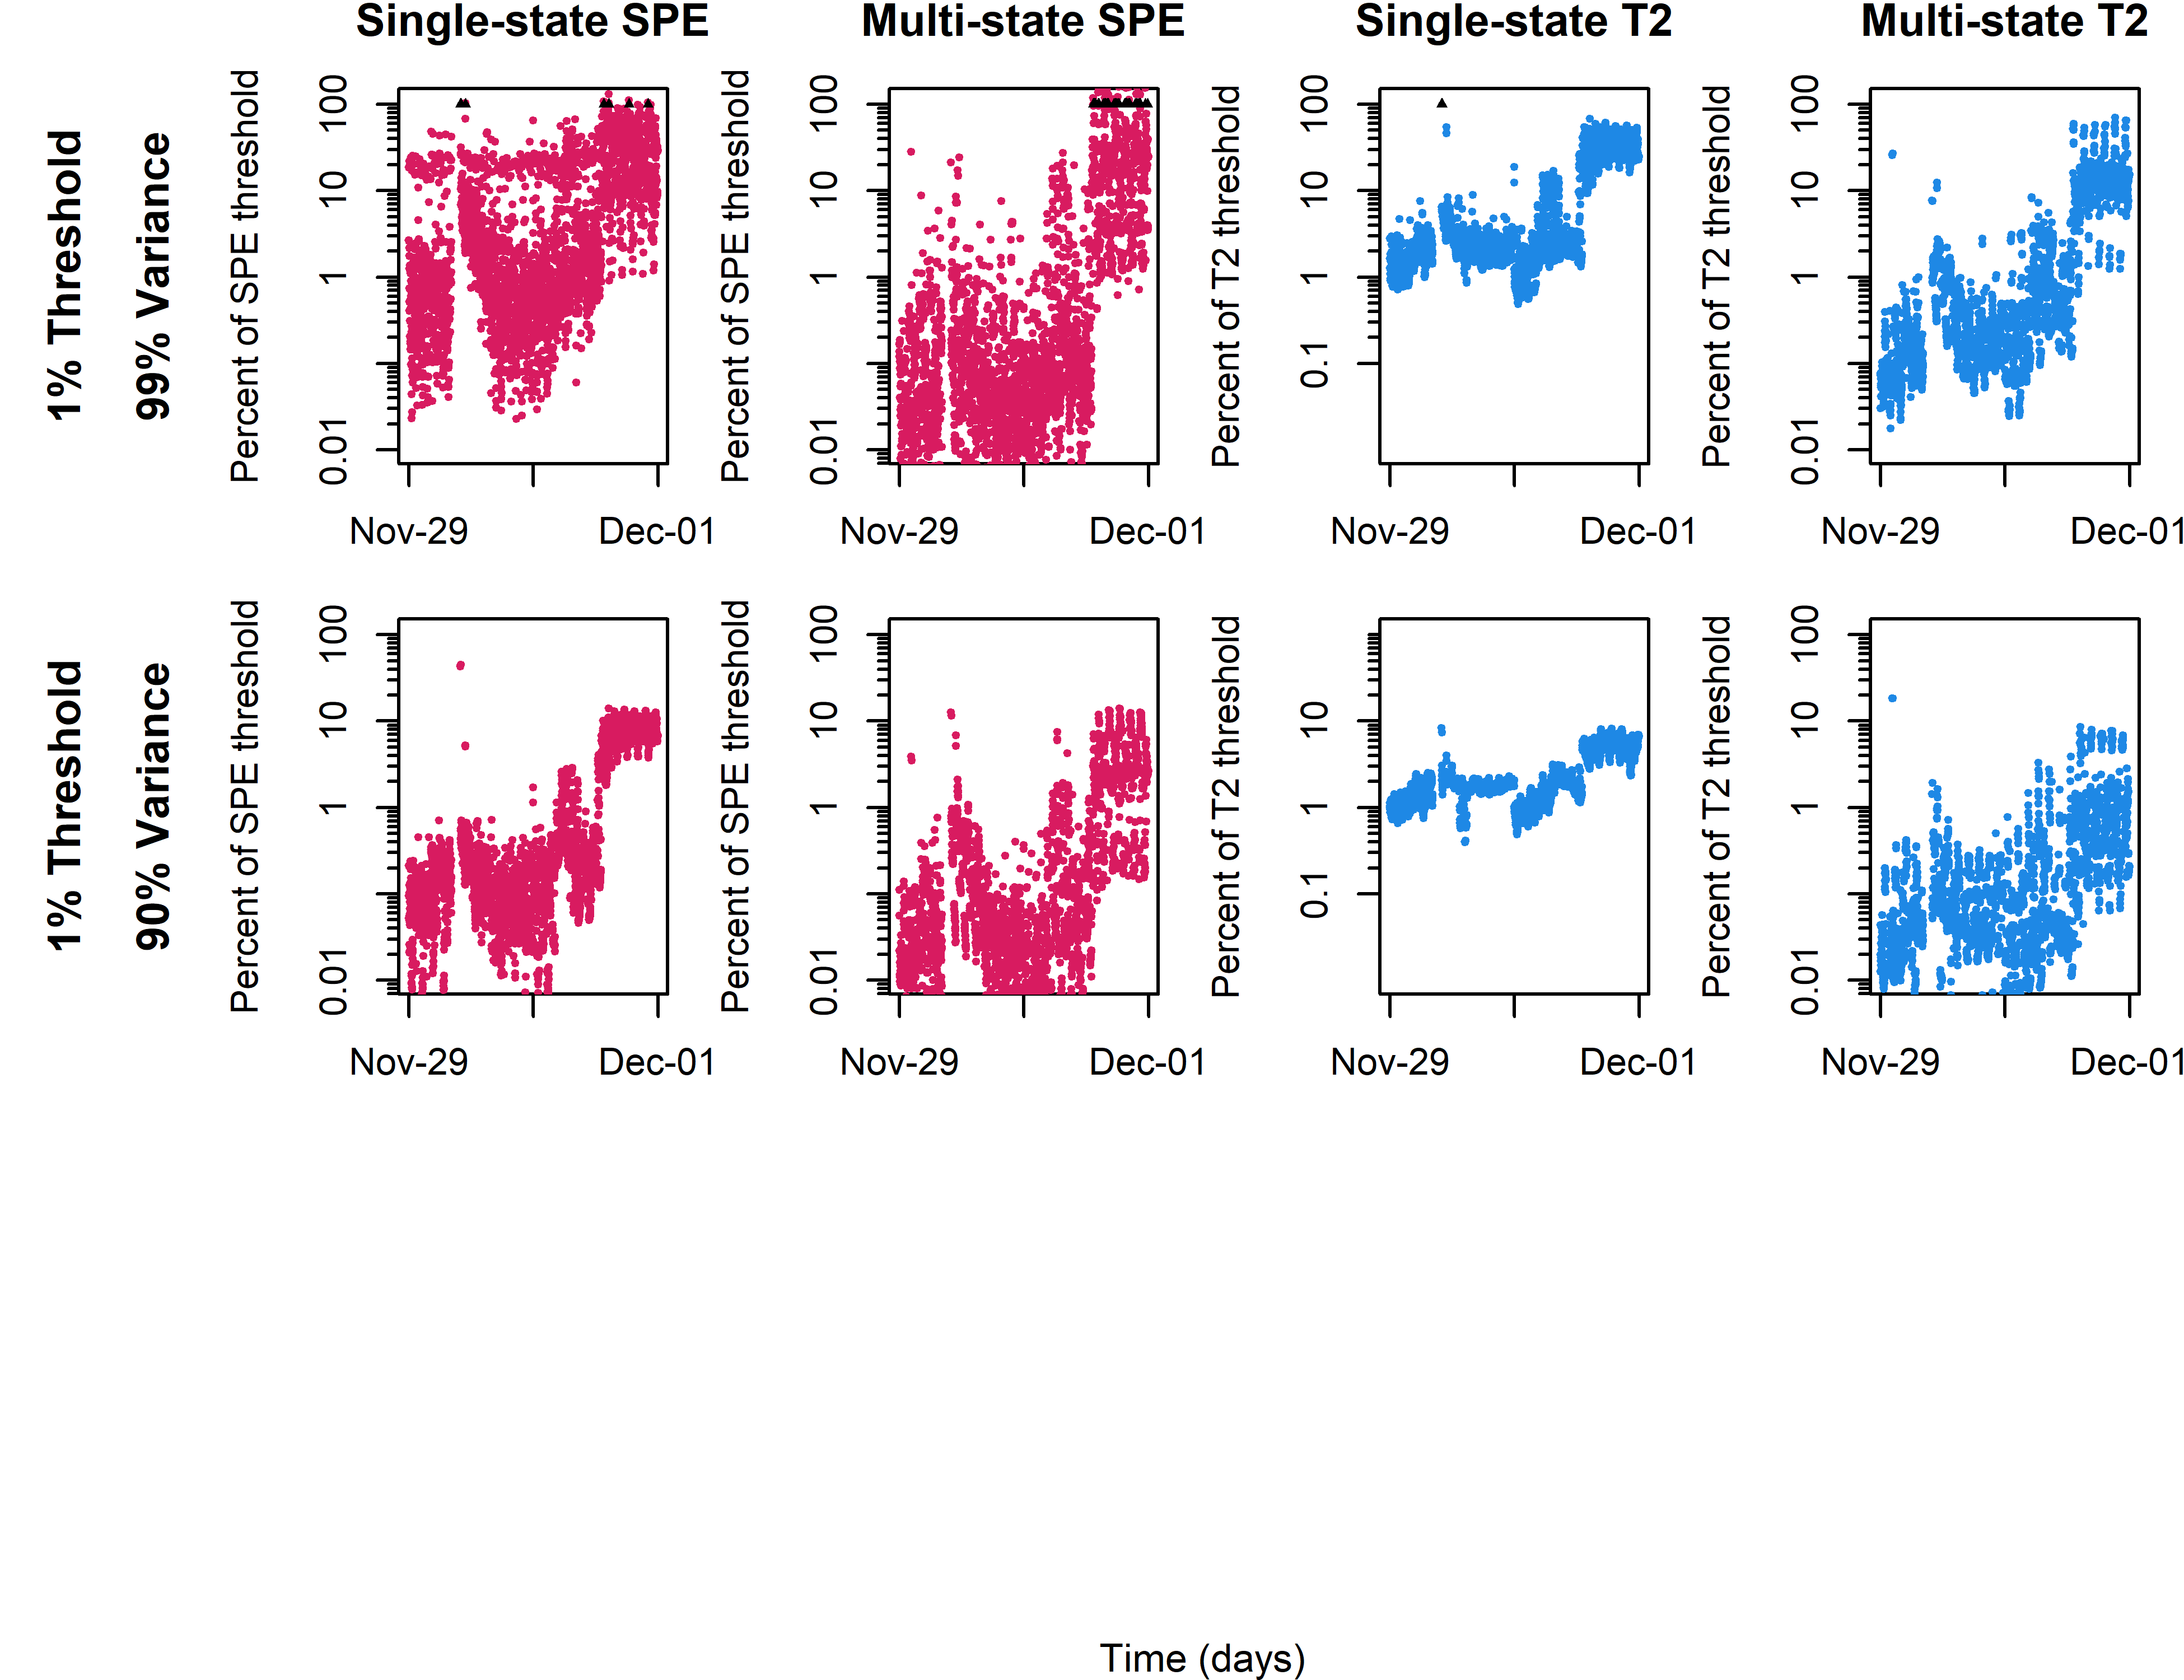 Single-state SPE
Multi-state SPE
Single-state T2
Multi-state T2
1% Threshold
99% Variance
Percent of SPE threshold
100
10
1
0.01
Nov-29
Dec-01
Percent of SPE threshold
100
10
1
0.01
Nov-29
Dec-01
Percent of T2 threshold
100
10
1
0.1
Nov-29
Dec-01
Percent of T2 threshold
100
10
1
0.01
Nov-29
Dec-01
1% Threshold
90% Variance
Percent of SPE threshold
100
10
1
0.01
Nov-29
Dec-01
Percent of SPE threshold
100
10
1
0.01
Nov-29
Dec-01
Percent of T2 threshold
10
1
0.1
Nov-29
Dec-01
Percent of T2 threshold
100
10
1
0.01
Nov-29
Dec-01
Time (days)